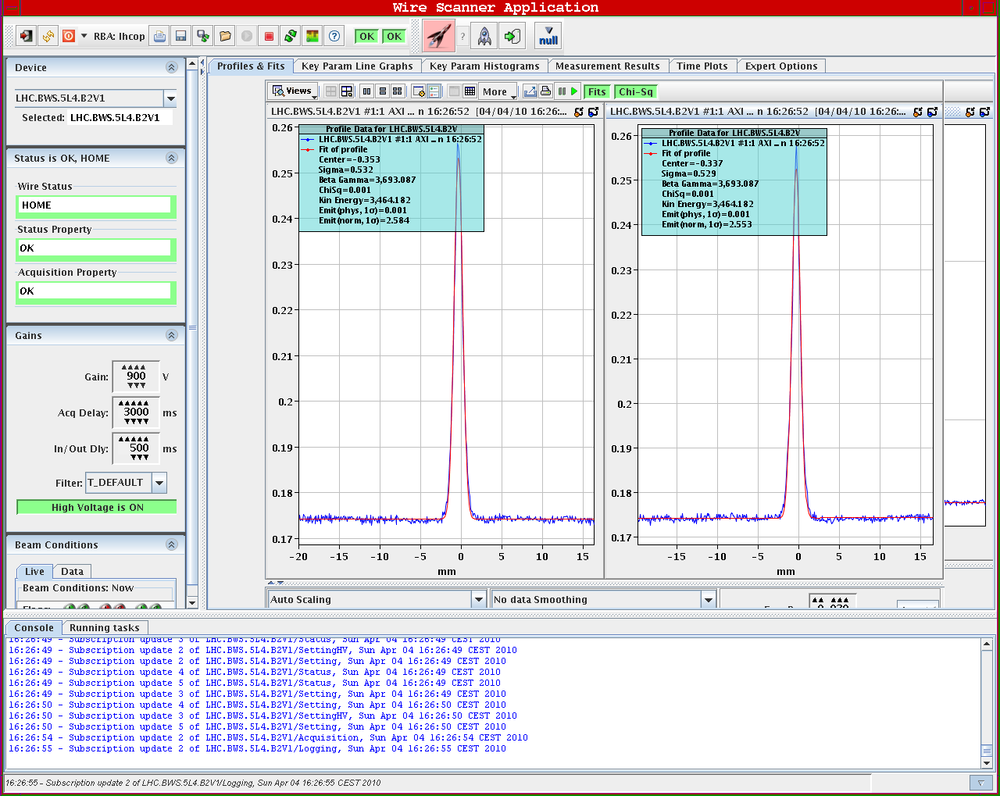 Wire Scanner Application
RBA: lhcop
OK OK
?
null
Device
LHC.BWS.5L4.B2V1
Selected: LHC.BWS.5L4.B2V1
Status is OK, HOME
Wire Status
HOME
Status Property
OK
Acquisition Property
OK
Gains
Gain: 900 V
Acq Delay: 3000 ms
In/Out Dly: 500 ms
Filter: T_DEFAULT
High Voltage is ON
Beam Conditions
Live Data
Beam Conditions: Now
Profiles & Fits Key Param Line Graphs Key Param Histograms Measurement Results Time Plots Expert Options
Views More Fits Chi-Sq
LHC.BWS.5L4.B2V1 #1:1 AXI ... n 16:26:52 [04/04/10 16:26:...
0.26
0.25
0.24
0.23
0.22
0.21
0.2
0.19
0.18
0.17
-20 -15 -10 -5 0 5 10 15
mm
Profile Data for LHC.BWS.5L4.B2V
LHC.BWS.5L4.B2V1 #1:1 AXI ... n 16:26:52
Fit of profile
Center=-0.353
Sigma=0.532
Beta Gamma=3,693.087
ChiSq=0.001
Kin Energy=3,464.182
Emit(phys, 1σ)=0.001
Emit(norm, 1σ)=2.584
LHC.BWS.5L4.B2V1 #1:1 AXI ... n 16:26:52 [04/04/10 16:26:...
0.26
0.25
0.24
0.23
0.22
0.21
0.2
0.19
0.18
0.17
-15 -10 -5 0 5 10 15
mm
Profile Data for LHC.BWS.5L4.B2V
LHC.BWS.5L4.B2V1 #1:1 AXI ... n 16:26:52
Fit of profile
Center=-0.337
Sigma=0.529
Beta Gamma=3,693.087
ChiSq=0.001
Kin Energy=3,464.182
Emit(phys, 1σ)=0.001
Emit(norm, 1σ)=2.553
Auto Scaling
No data Smoothing
Console Running tasks
16:26:49 - Subscription update 3 of LHC.BWS.5L4.B2V1/Status, Sun Apr 04 16:26:49 CEST 2010
16:26:49 - Subscription update 2 of LHC.BWS.5L4.B2V1/SettingHV, Sun Apr 04 16:26:49 CEST 2010
16:26:49 - Subscription update 2 of LHC.BWS.5L4.B2V1/Setting, Sun Apr 04 16:26:49 CEST 2010
16:26:49 - Subscription update 4 of LHC.BWS.5L4.B2V1/Status, Sun Apr 04 16:26:49 CEST 2010
16:26:49 - Subscription update 5 of LHC.BWS.5L4.B2V1/Status, Sun Apr 04 16:26:49 CEST 2010
16:26:49 - Subscription update 3 of LHC.BWS.5L4.B2V1/Setting, Sun Apr 04 16:26:49 CEST 2010
16:26:50 - Subscription update 4 of LHC.BWS.5L4.B2V1/Setting, Sun Apr 04 16:26:50 CEST 2010
16:26:50 - Subscription update 3 of LHC.BWS.5L4.B2V1/SettingHV, Sun Apr 04 16:26:50 CEST 2010
16:26:50 - Subscription update 5 of LHC.BWS.5L4.B2V1/Setting, Sun Apr 04 16:26:50 CEST 2010
16:26:54 - Subscription update 2 of LHC.BWS.5L4.B2V1/Acquisition, Sun Apr 04 16:26:54 CEST 2010
16:26:55 - Subscription update 2 of LHC.BWS.5L4.B2V1/Logging, Sun Apr 04 16:26:55 CEST 2010
16:26:55 - Subscription update 2 of LHC.BWS.5L4.B2V1/Logging, Sun Apr 04 16:26:55 CEST 2010